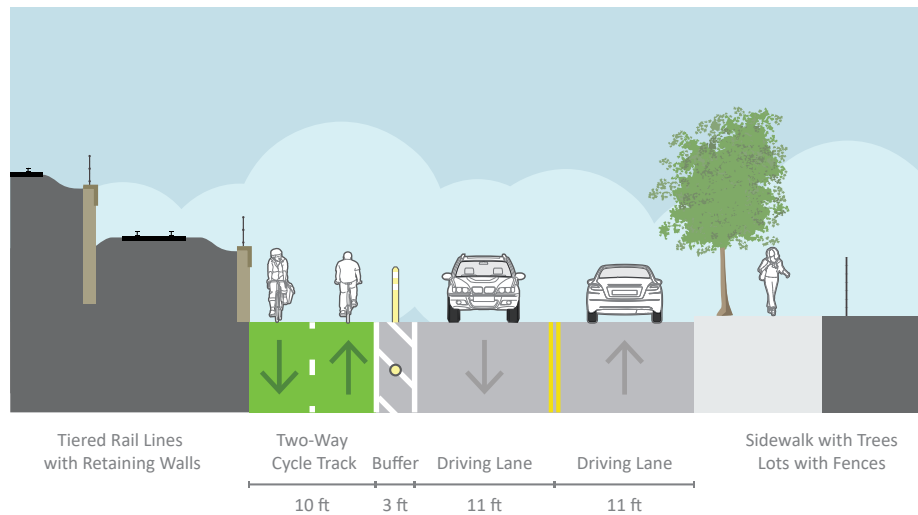 Tiered Rail Lines
with Retaining Walls
Two-Way
Cycle Track
Buffer
Driving Lane
Driving Lane
Sidewalk with Trees
Lots with Fences
10 ft
3 ft
11 ft
11 ft